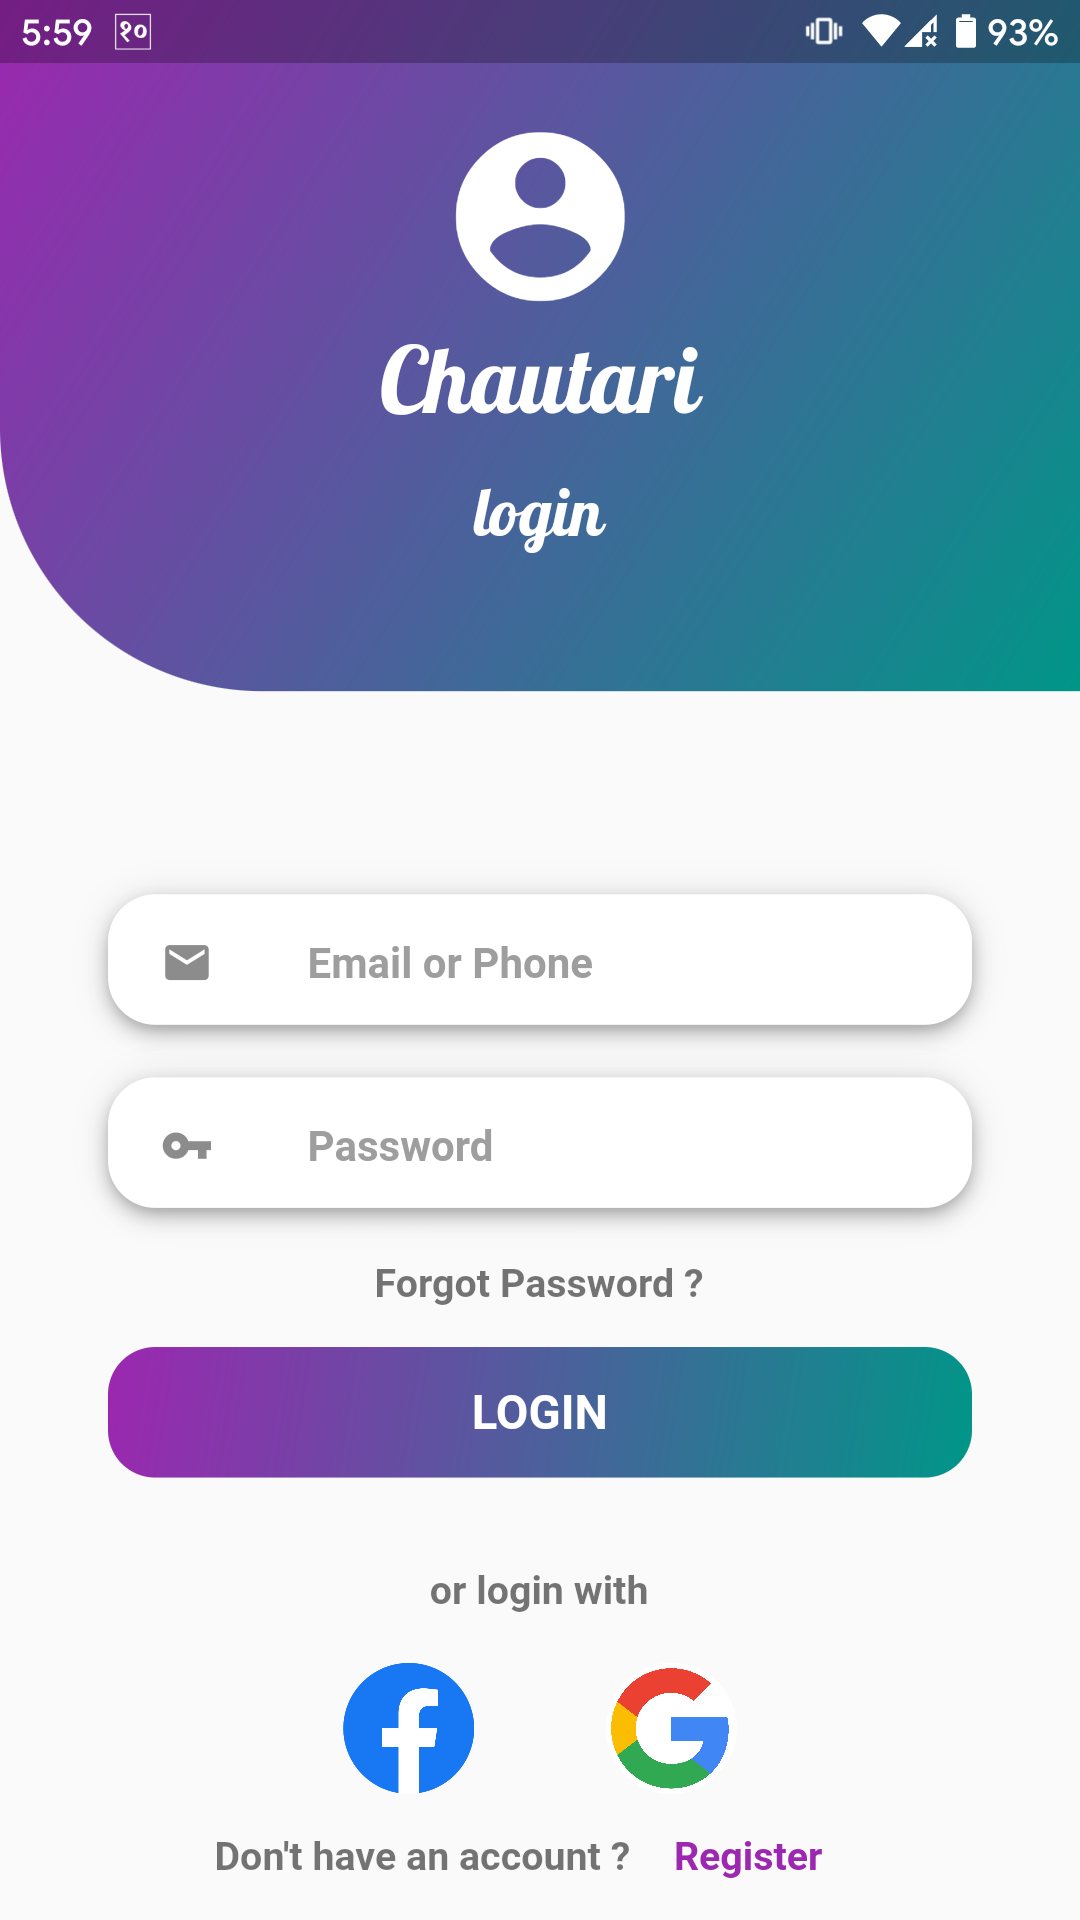 5:59 १० 93%
Chautari
login
Email or Phone
Password
Forgot Password ?
LOGIN
or login with
Don't have an account ? Register